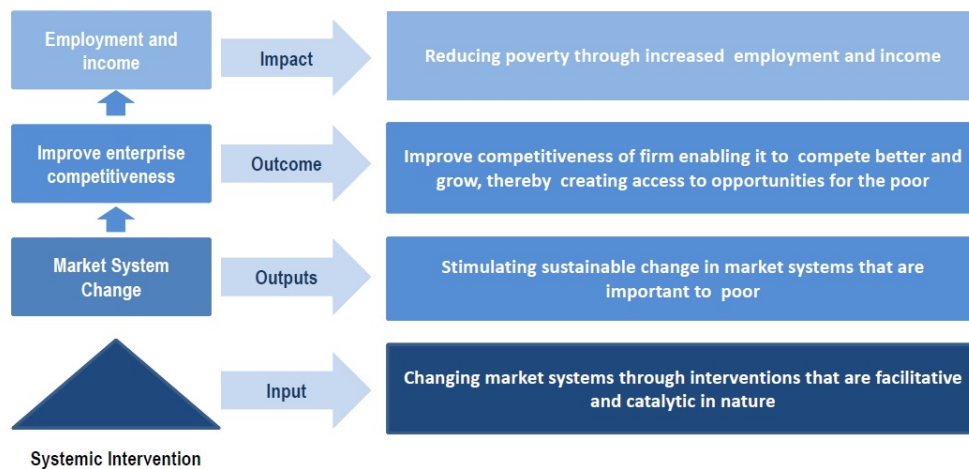 Employment and
income
Impact
Reducing poverty through increased employment and income
Improve enterprise
competitiveness
Outcome
Improve competitiveness of firm enabling it to compete better and
grow, thereby creating access to opportunities for the poor
Market System
Change
Outputs
Stimulating sustainable change in market systems that are
important to poor
Input
Changing market systems through interventions that are facilitative
and catalytic in nature
Systemic Intervention